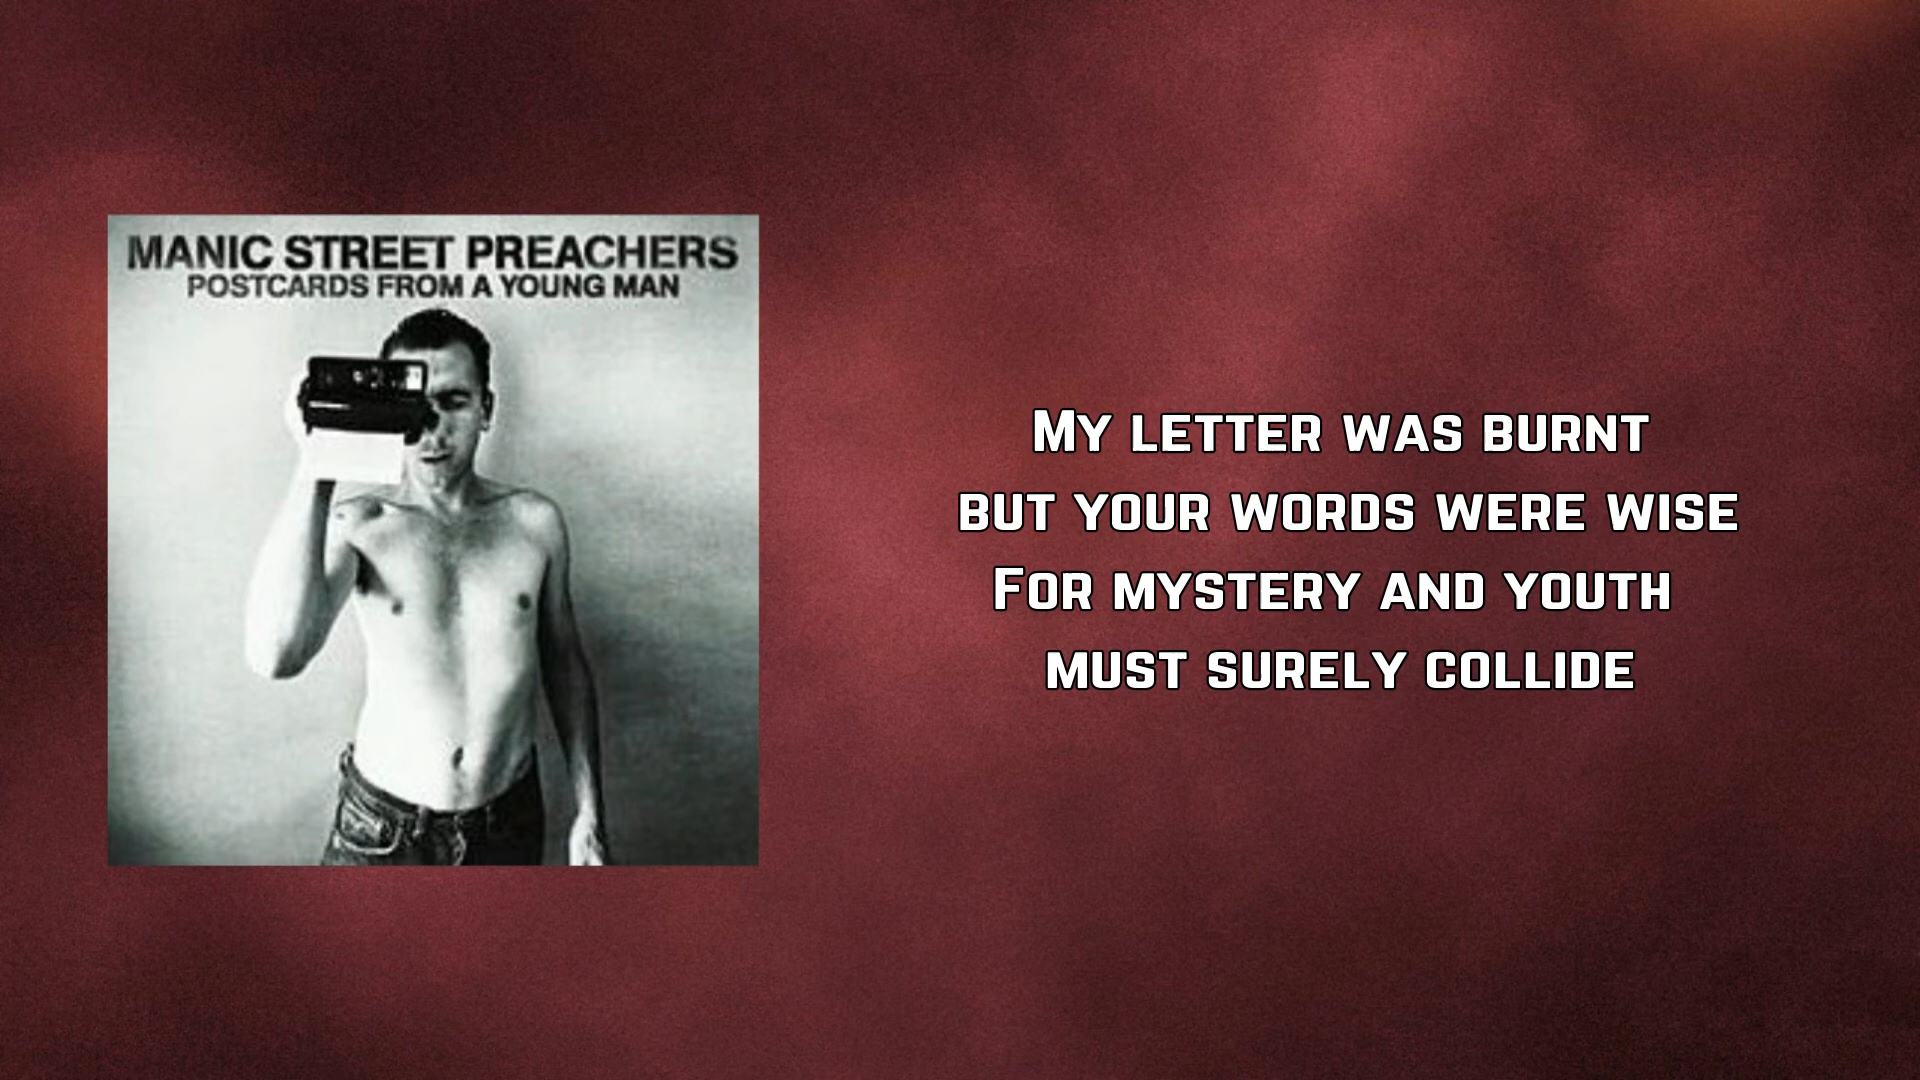 MANIC STREET PREACHERS
POSTCARDS FROM A YOUNG MAN
My letter was burnt
but your words were wise
For mystery and youth
must surely collide